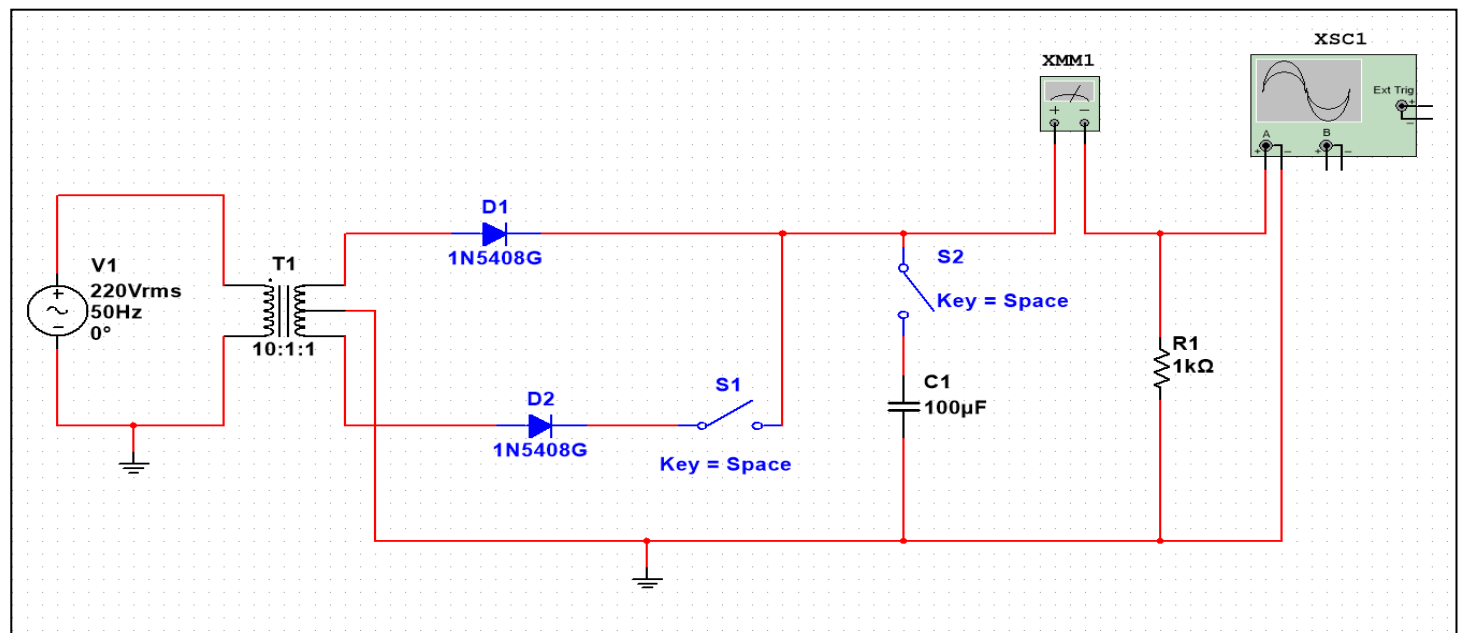 XSC1
XMM1
Ext Trig
+
−
+ −
A B
+ − + −
D1
1N5408G
V1
220Vrms
50Hz
0°
+
−
T1
10:1:1
S2
Key = Space
R1
1kΩ
S1
D2
1N5408G
Key = Space
C1
100µF